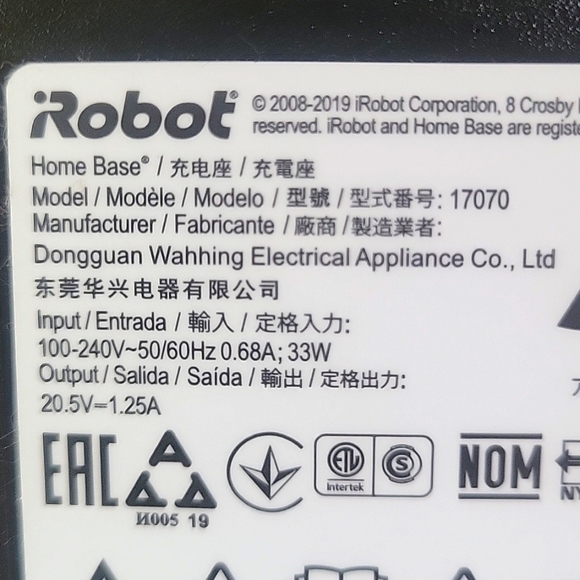 iRobot®
© 2008-2019 iRobot Corporation, 8 Crosby
reserved. iRobot and Home Base are
Home Base® / 充电座 / 充電座
Model / Modèle / Modelo / 型號 / 型式番号: 17070
Manufacturer / Fabricante / 廠商 / 製造業者:
Dongguan Wahhing Electrical Appliance Co., Ltd
东莞华兴电器有限公司
Input / Entrada / 輸入 / 定格入力:
100-240V~50/60Hz 0.68A; 33W
Output / Salida / Saída / 輸出 / 定格出力:
20.5V⎓1.25A
EAC
ETL
Intertek
S
NOM
NY
И005 19